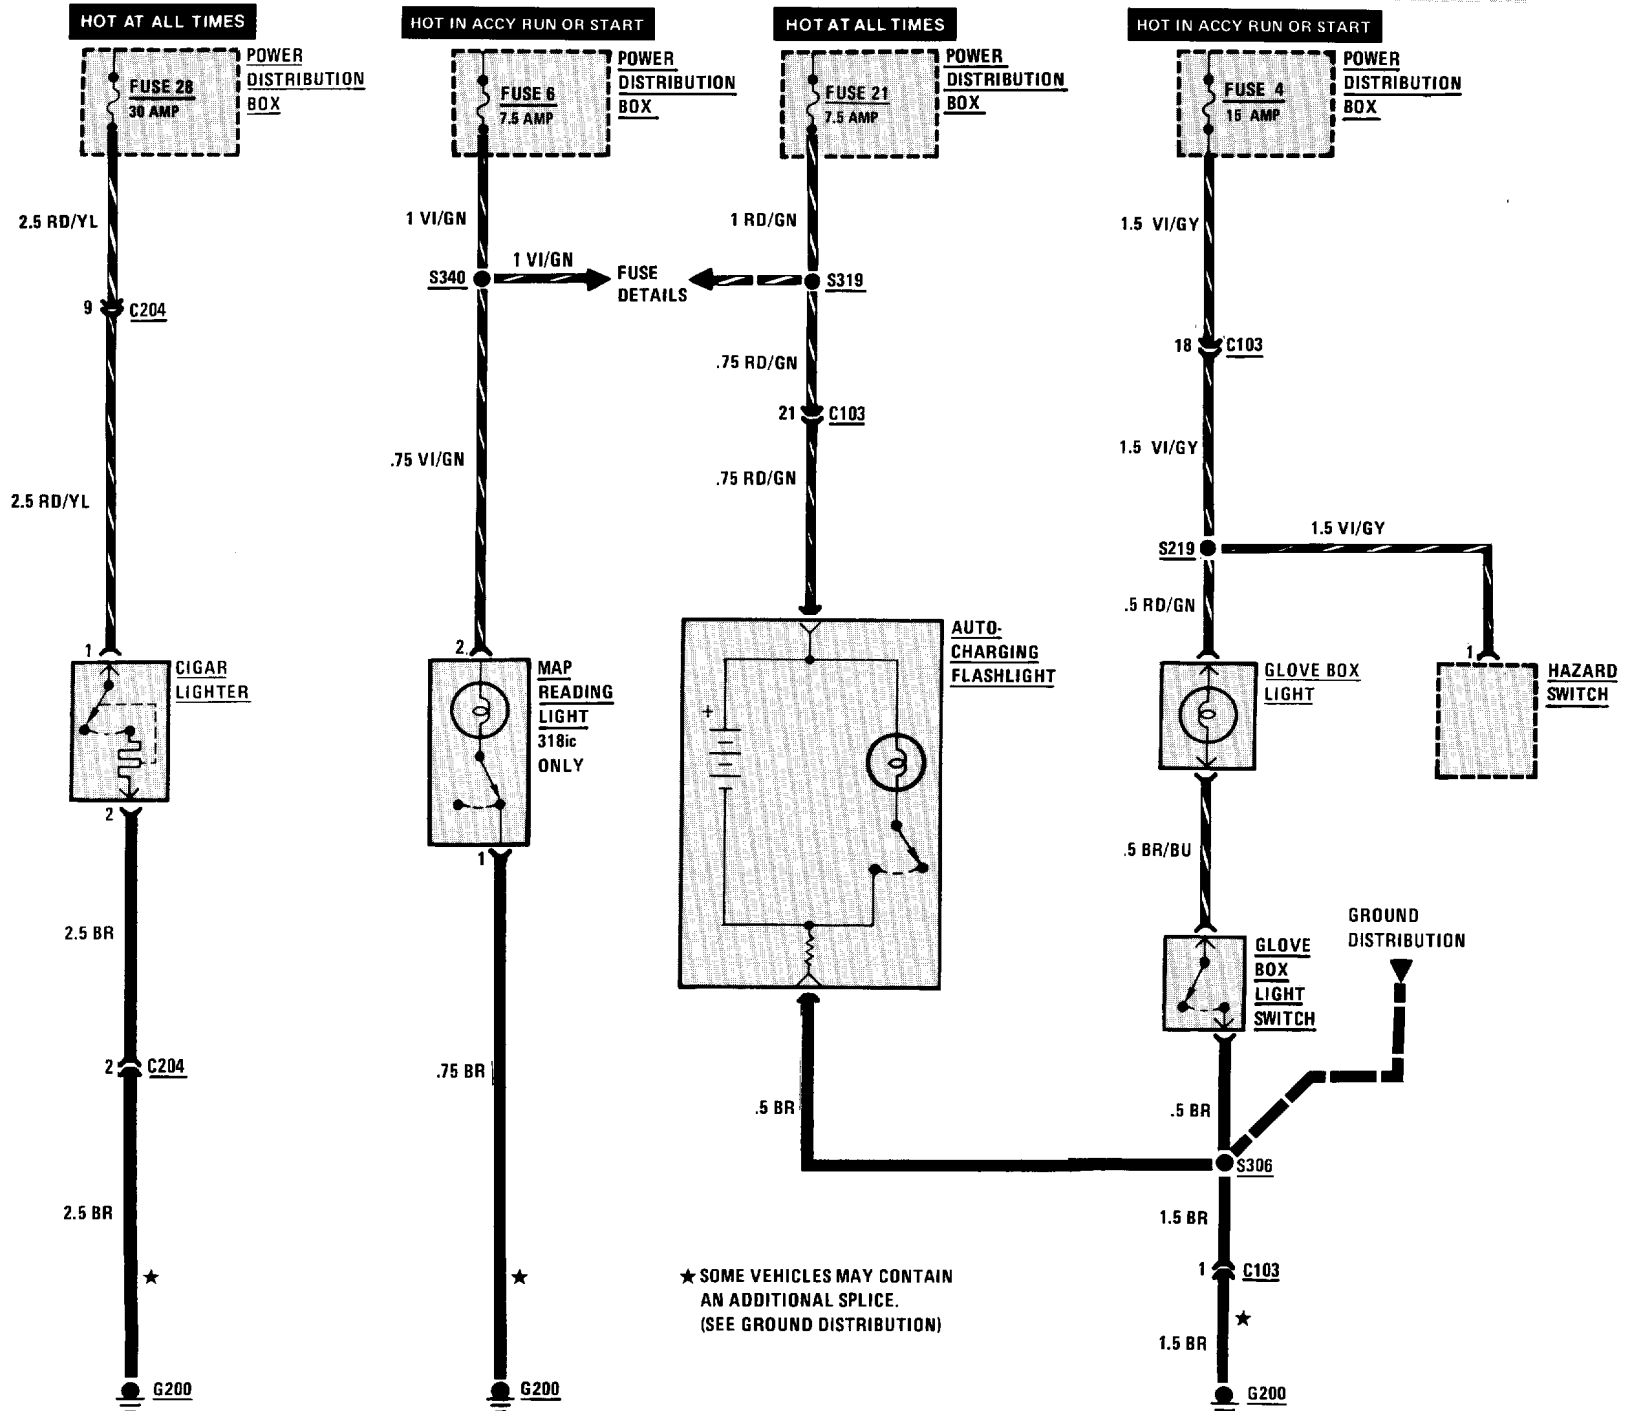 HOT AT ALL TIMES
HOT IN ACCY RUN OR START
HOT AT ALL TIMES
HOT IN ACCY RUN OR START
FUSE 28
30 AMP
POWER
DISTRIBUTION
BOX
FUSE 6
7.5 AMP
POWER
DISTRIBUTION
BOX
FUSE 21
7.5 AMP
POWER
DISTRIBUTION
BOX
FUSE 4
15 AMP
POWER
DISTRIBUTION
BOX
2.5 RD/YL
9
C204
2.5 RD/YL
1
CIGAR
LIGHTER
2
2.5 BR
2
C204
2.5 BR
★
G200
1 VI/GN
S340
1 VI/GN
FUSE
DETAILS
.75 VI/GN
2
MAP
READING
LIGHT
318ic
ONLY
1
.75 BR
★
G200
1 RD/GN
S319
.75 RD/GN
21
C103
.75 RD/GN
AUTO-
CHARGING
FLASHLIGHT
+
.5 BR
★ SOME VEHICLES MAY CONTAIN
AN ADDITIONAL SPLICE.
(SEE GROUND DISTRIBUTION)
1.5 VI/GY
18
C103
1.5 VI/GY
S219
1.5 VI/GY
.5 RD/GN
1
HAZARD
SWITCH
GLOVE BOX
LIGHT
.5 BR/BU
GLOVE
BOX
LIGHT
SWITCH
GROUND
DISTRIBUTION
.5 BR
S306
1.5 BR
1
C103
★
1.5 BR
G200